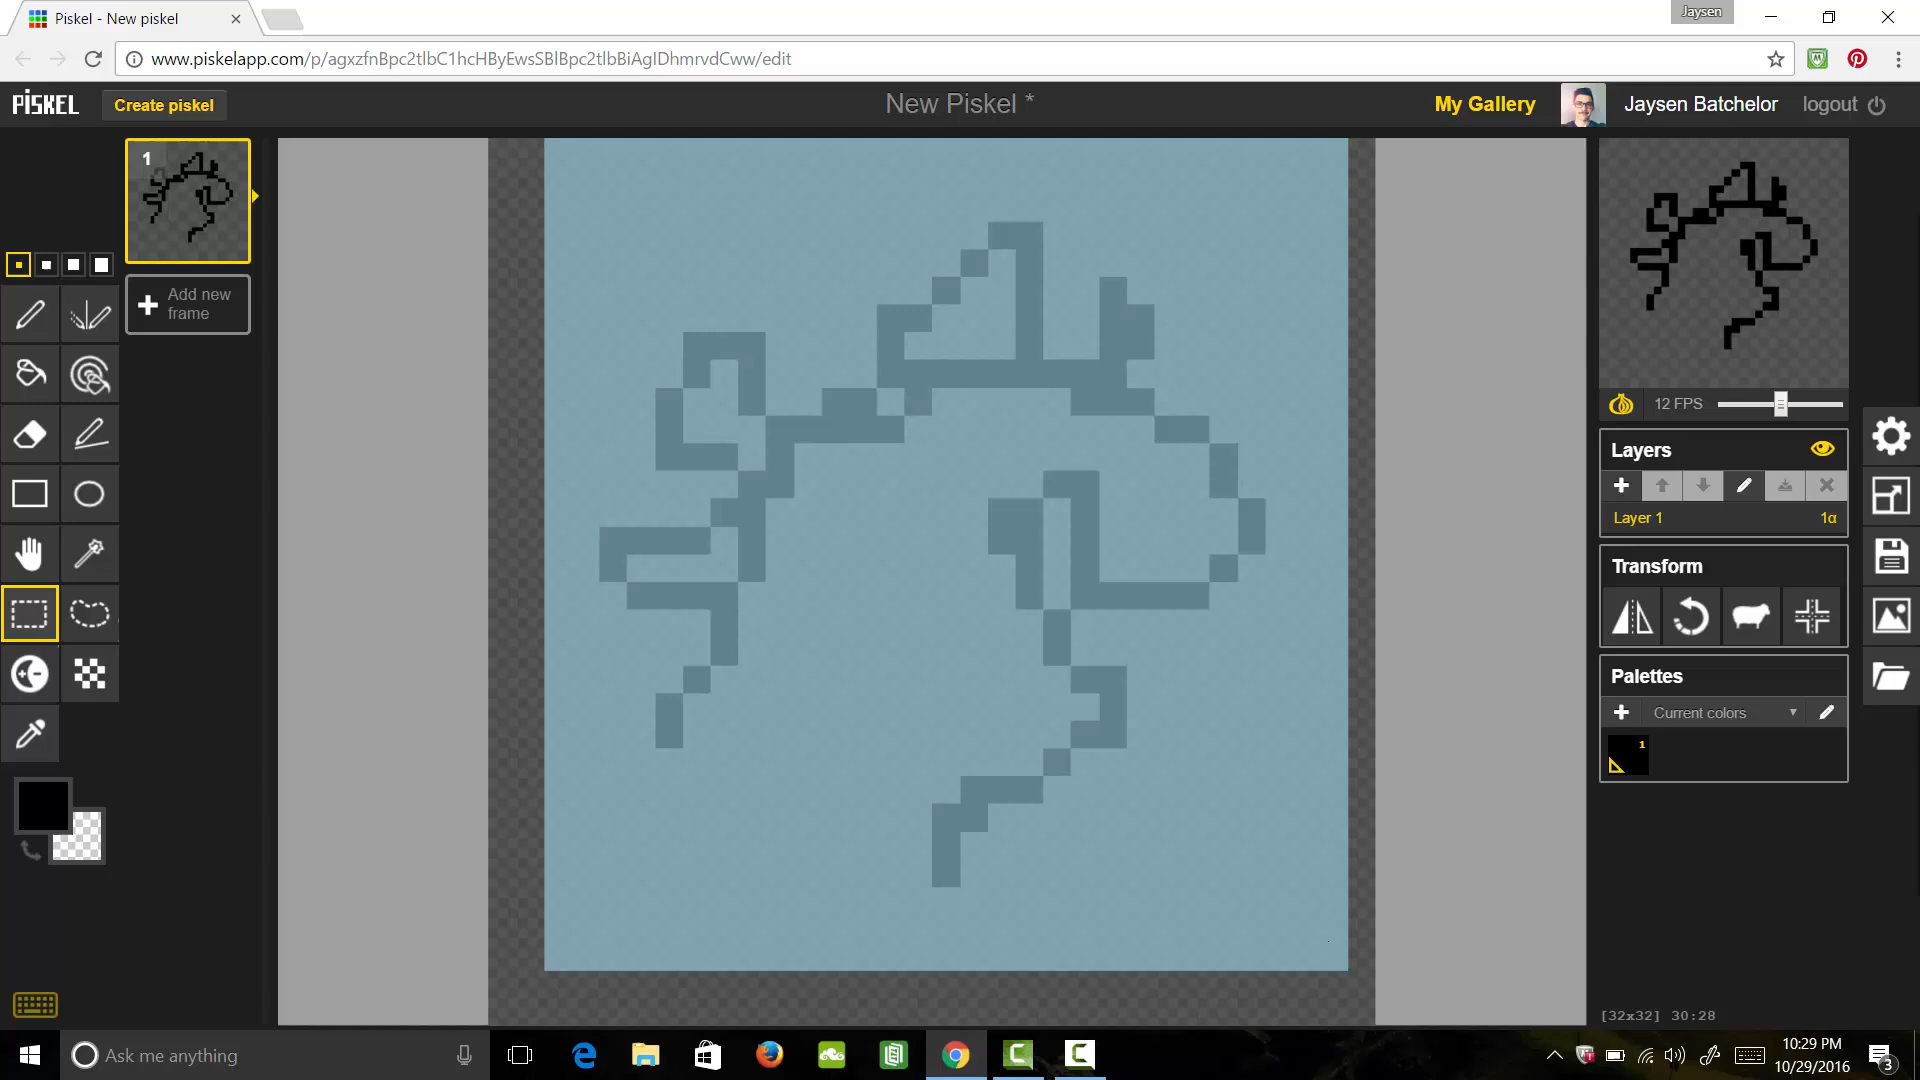 Piskel - New piskel
Jaysen
www.piskelapp.com/p/agxzfnBpc2tlbC1hcHByEwsSBlBpc2tlbBiAgIDhmrvdCww/edit
PiSKEL
Create piskel
New Piskel *
My Gallery
Jaysen Batchelor
logout
1
Add new
frame
12 FPS
Layers
Layer 1
1α
Transform
Palettes
Current colors
1
[32x32] 30:28
Ask me anything
10:29 PM
10/29/2016
3